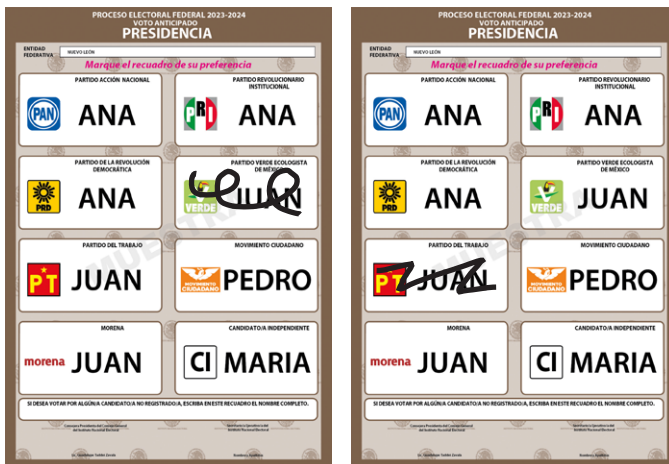 PROCESO ELECTORAL FEDERAL 2023-2024
VOTO ANTICIPADO
PRESIDENCIA
ENTIDAD
FEDERATIVA
NUEVO LEÓN
Marque el recuadro de su preferencia
PARTIDO ACCIÓN NACIONAL
PAN
ANA
PARTIDO REVOLUCIONARIO
INSTITUCIONAL
PRI
ANA
PARTIDO DE LA REVOLUCIÓN
DEMOCRÁTICA
PRD
ANA
PARTIDO VERDE ECOLOGISTA
DE MÉXICO
VERDE
JUAN
PARTIDO DEL TRABAJO
PT
JUAN
MOVIMIENTO CIUDADANO
MOVIMIENTO
CIUDADANO
PEDRO
MORENA
morena
JUAN
CANDIDATO/A INDEPENDIENTE
CI
MARIA
SI DESEA VOTAR POR ALGÚN/A CANDIDATO/A NO REGISTRADO/A, ESCRIBA EN ESTE RECUADRO EL NOMBRE COMPLETO.
MUESTRA
PROCESO ELECTORAL FEDERAL 2023-2024
VOTO ANTICIPADO
PRESIDENCIA
ENTIDAD
FEDERATIVA
NUEVO LEÓN
Marque el recuadro de su preferencia
PARTIDO ACCIÓN NACIONAL
PAN
ANA
PARTIDO REVOLUCIONARIO
INSTITUCIONAL
PRI
ANA
PARTIDO DE LA REVOLUCIÓN
DEMOCRÁTICA
PRD
ANA
PARTIDO VERDE ECOLOGISTA
DE MÉXICO
VERDE
JUAN
PARTIDO DEL TRABAJO
PT
JUAN
MOVIMIENTO CIUDADANO
MOVIMIENTO
CIUDADANO
PEDRO
MORENA
morena
JUAN
CANDIDATO/A INDEPENDIENTE
CI
MARIA
SI DESEA VOTAR POR ALGÚN/A CANDIDATO/A NO REGISTRADO/A, ESCRIBA EN ESTE RECUADRO EL NOMBRE COMPLETO.
MUESTRA